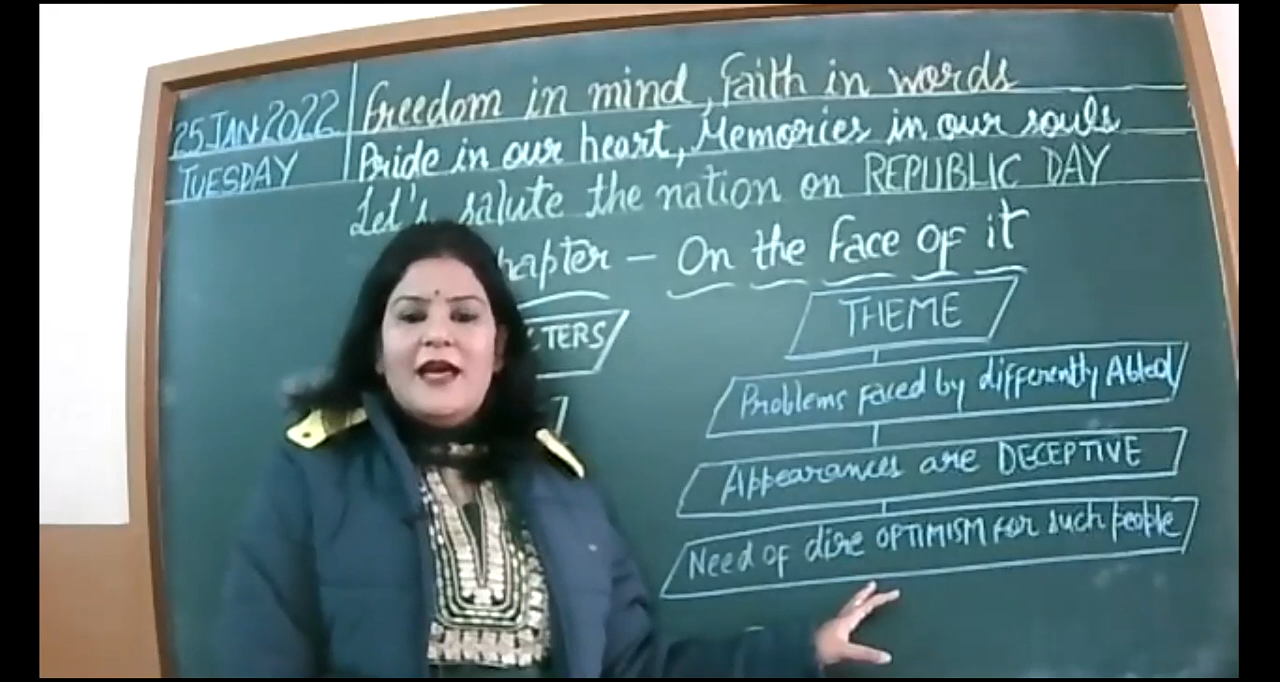 25 JAN 2022
TUESDAY
Freedom in mind, Faith in words
Pride in our heart, Memories in our souls
Let's salute the nation on REPUBLIC DAY
hapter – On the Face OF it
CTERS
THEME
Problems faced by differently Abled
Appearances are DECEPTIVE
Need OF dire OPTIMISM FOR such people